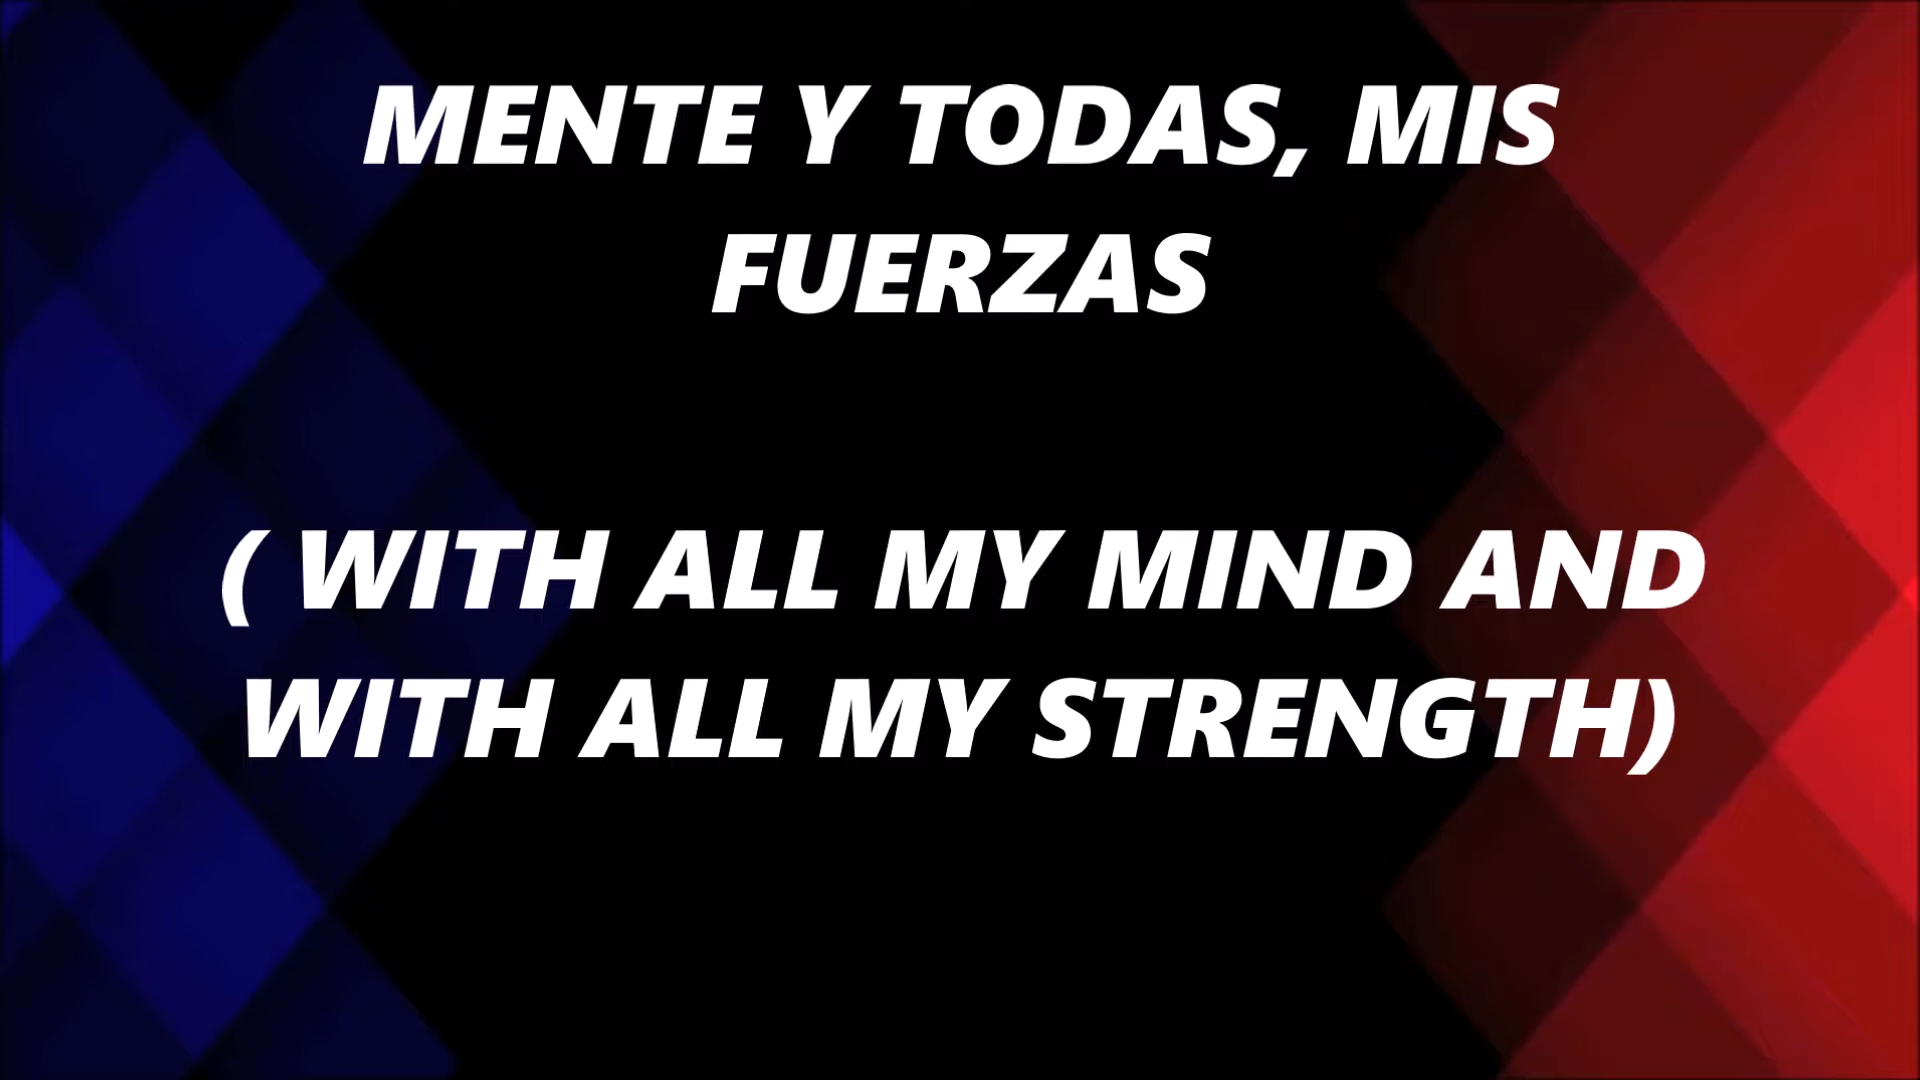 MENTE Y TODAS, MIS
FUERZAS
( WITH ALL MY MIND AND
WITH ALL MY STRENGTH)